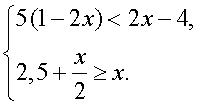 5(1 − 2x) < 2x − 4,
2,5 + x/2 ≥ x.